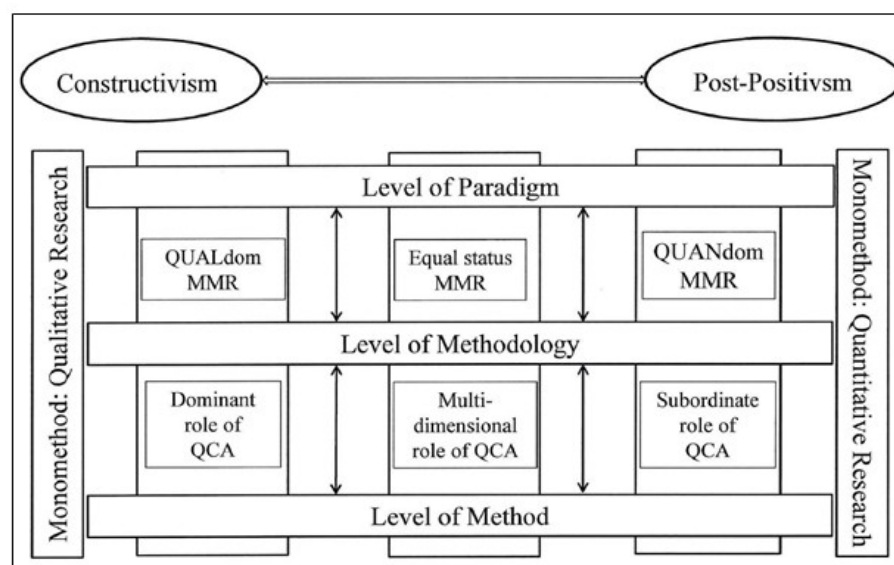 Constructivism
Post-Positivsm
Monomethod: Qualitative Research
Level of Paradigm
QUALdom
MMR
Equal status
MMR
QUANdom
MMR
Level of Methodology
Dominant
role of
QCA
Multi-
dimensional
role of QCA
Subordinate
role of
QCA
Level of Method
Monomethod: Quantitative Research